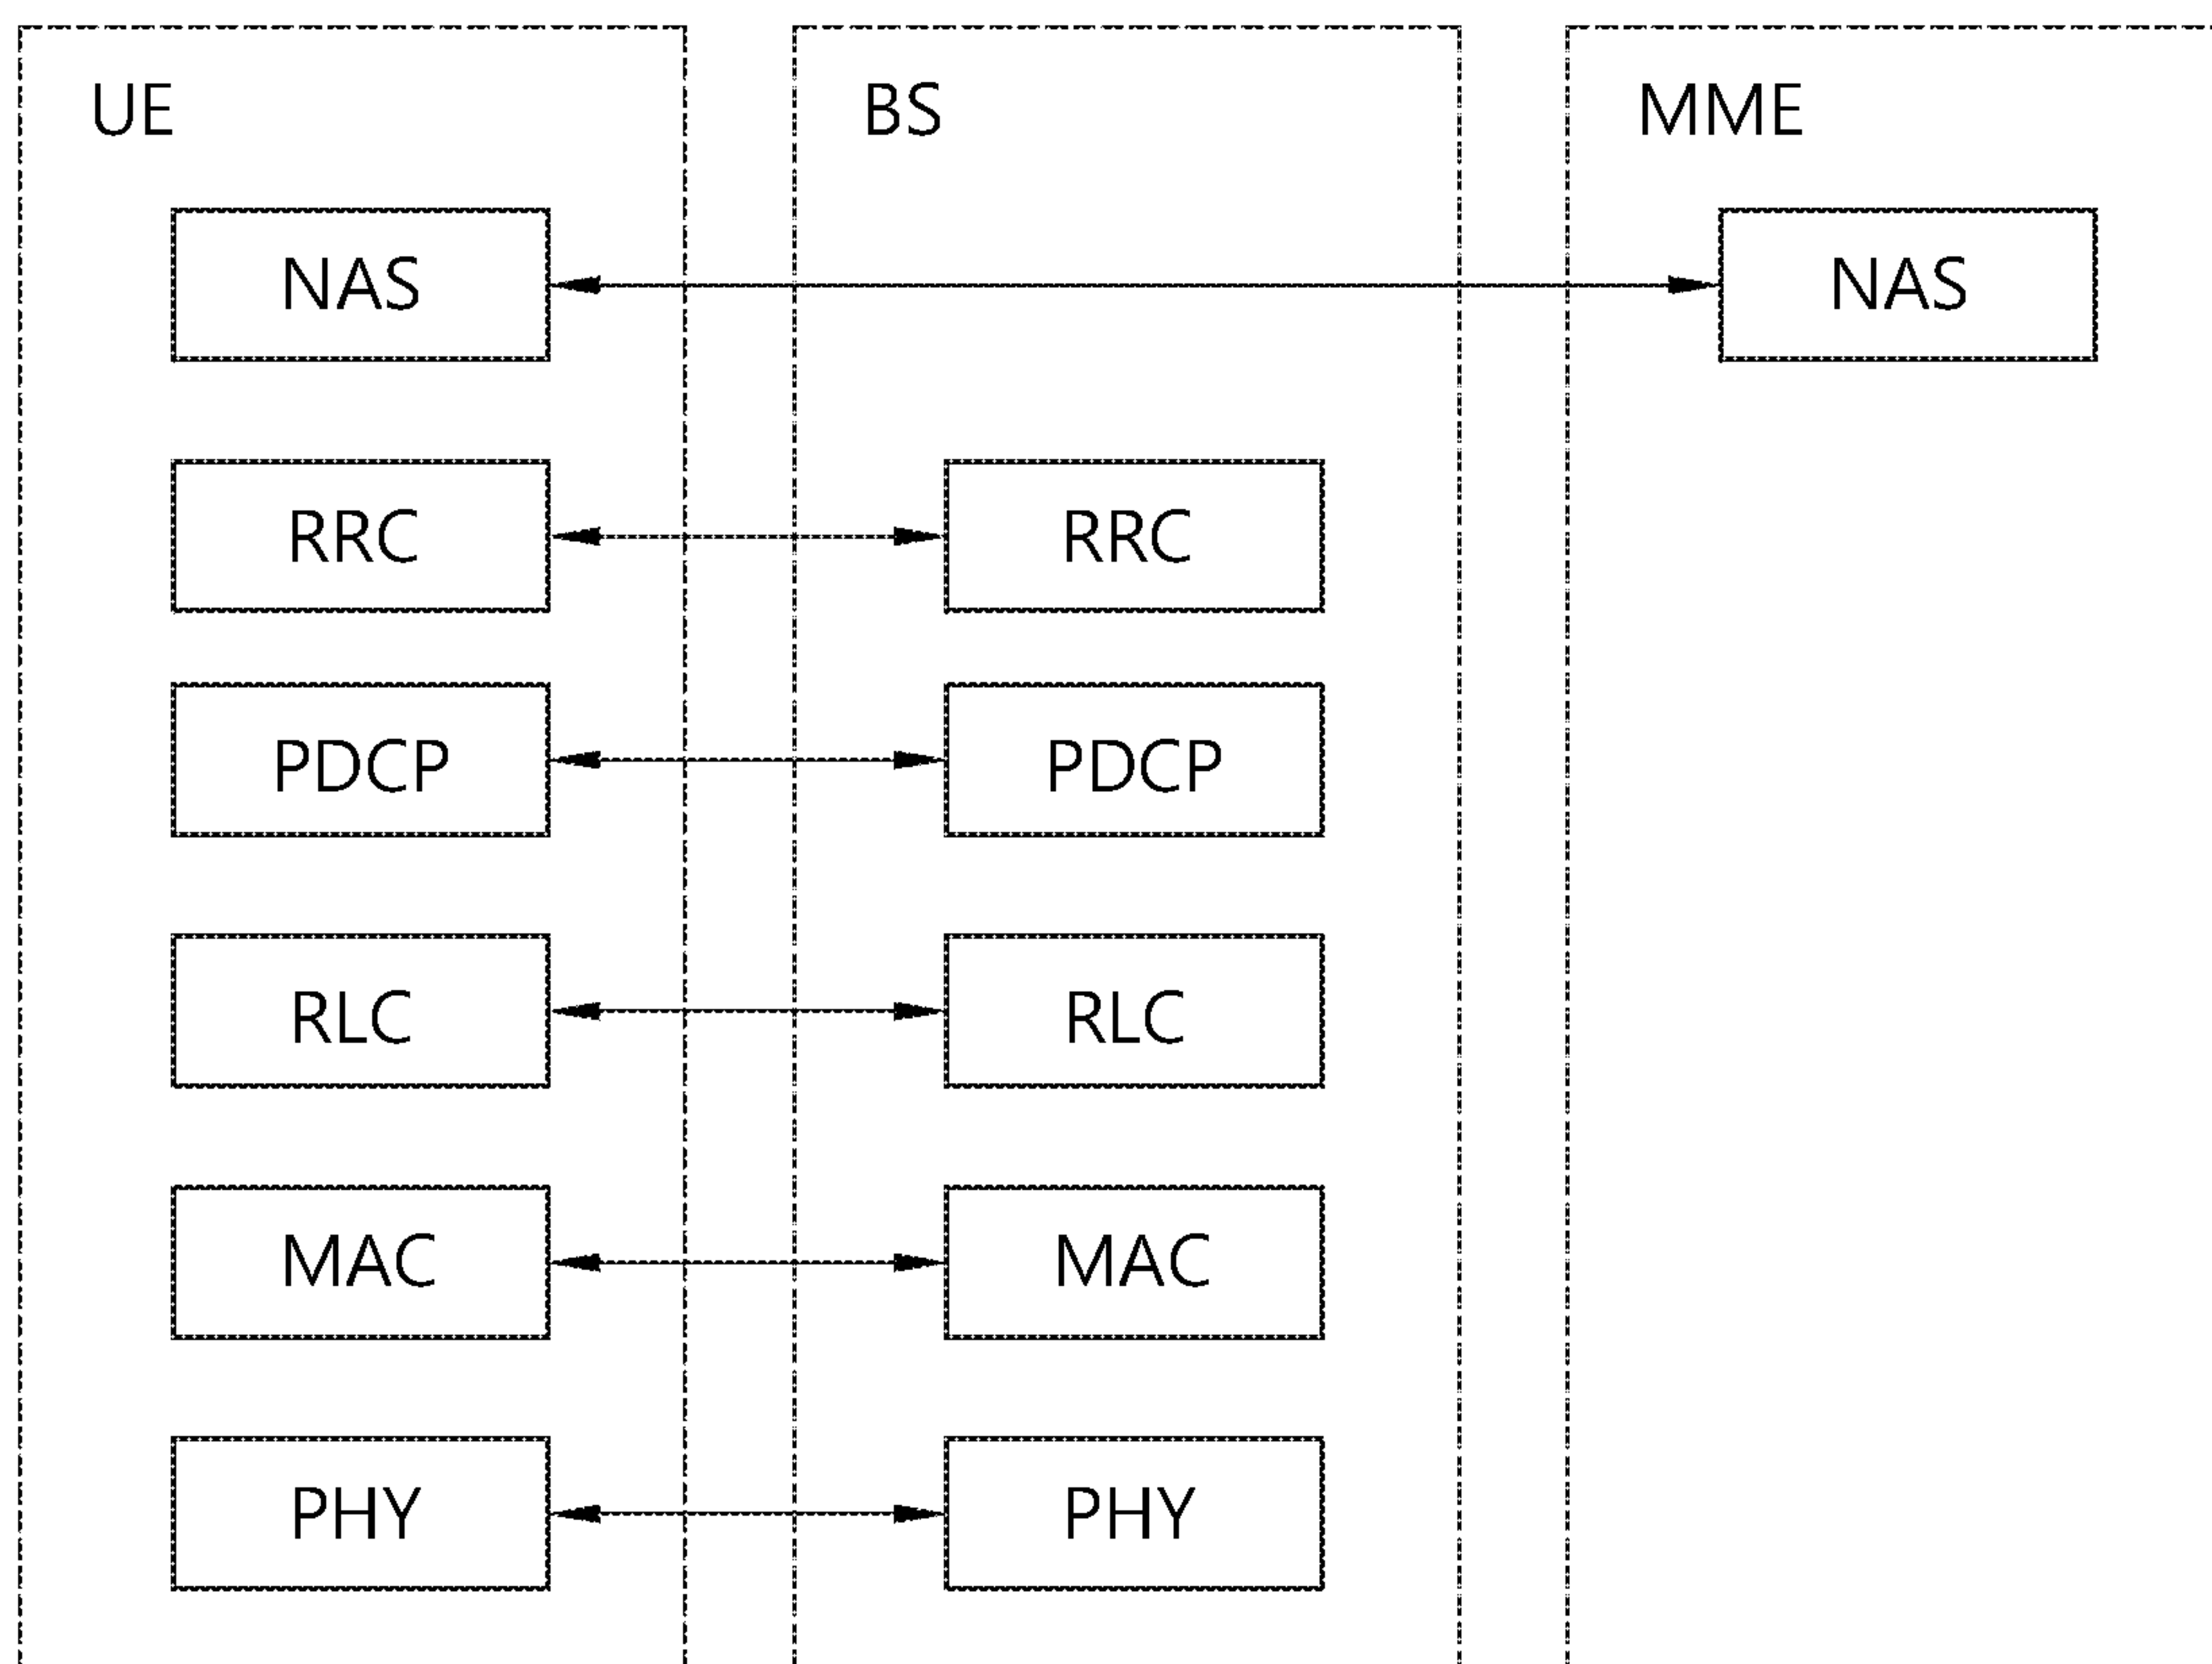 UE BS MME
NAS NAS
RRC RRC
PDCP PDCP
RLC RLC
MAC MAC
PHY PHY